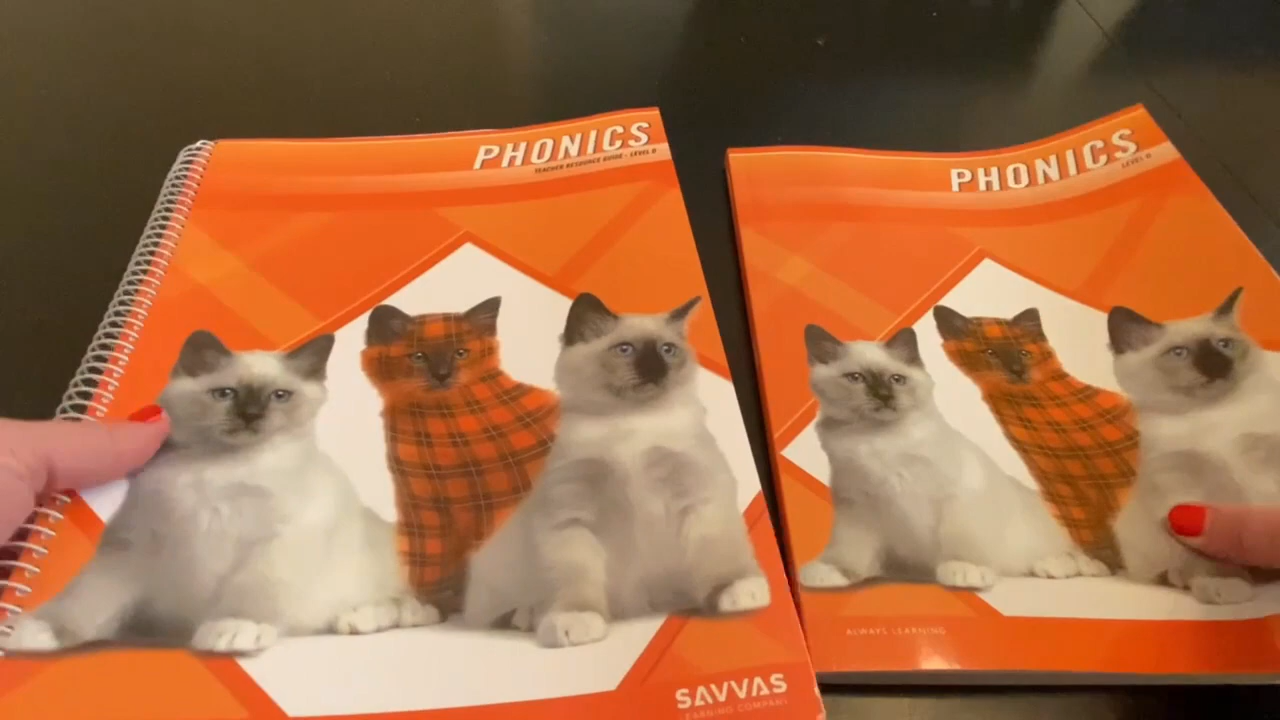 PHONICS
TEACHER RESOURCE GUIDE - LEVEL D
SAVVAS
LEARNING COMPANY
PHONICS
LEVEL D
ALWAYS LEARNING